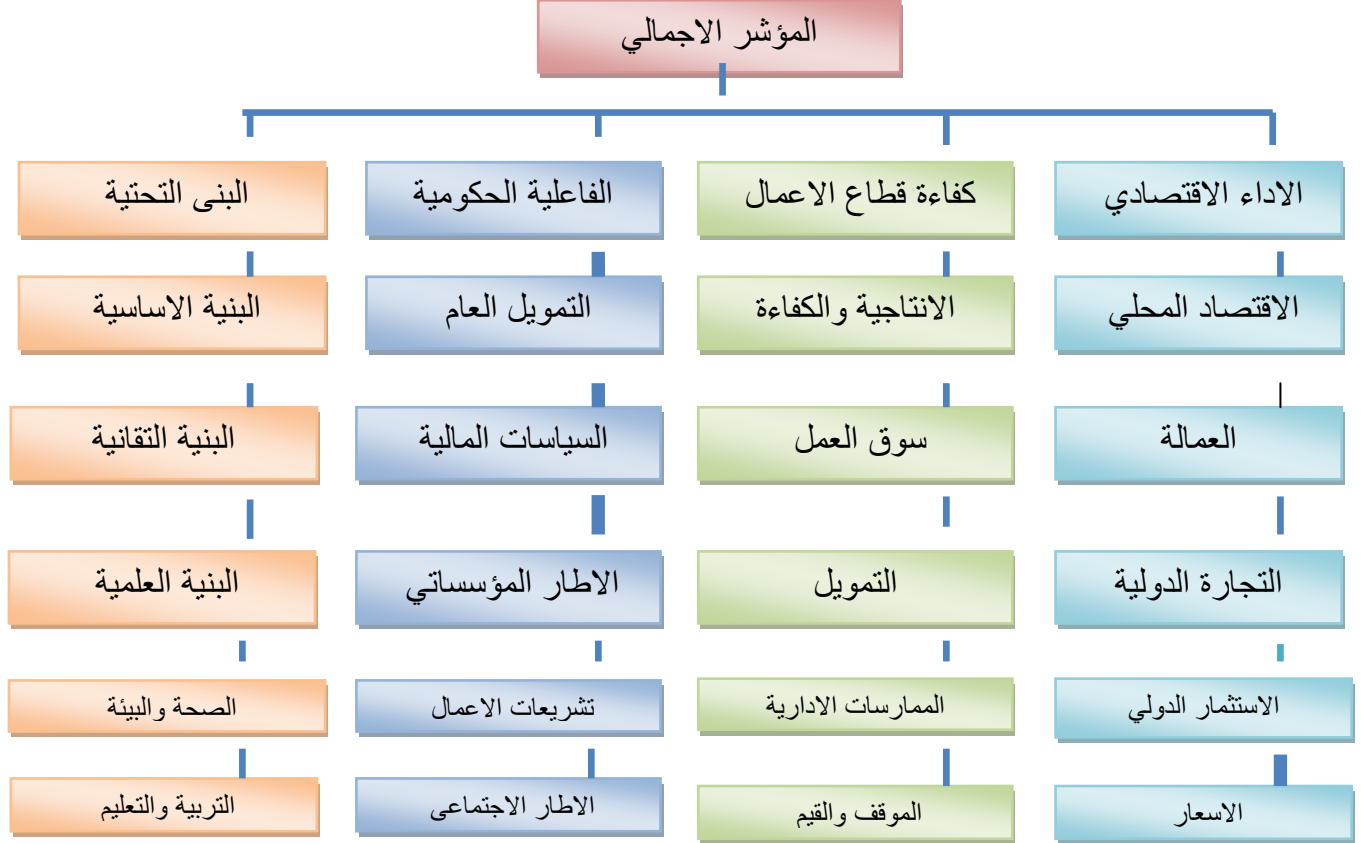 المؤشر الاجمالي
الاداء الاقتصادي
كفاءة قطاع الاعمال
الفاعلية الحكومية
البنى التحتية
الاقتصاد المحلي
الانتاجية والكفاءة
التمويل العام
البنية الاساسية
العمالة
سوق العمل
السياسات المالية
البنية التقانية
التجارة الدولية
التمويل
الاطار المؤسساتي
البنية العلمية
الاستثمار الدولي
الممارسات الادارية
تشريعات الاعمال
الصحة والبيئة
الاسعار
الموقف والقيم
الاطار الاجتماعى
التربية والتعليم